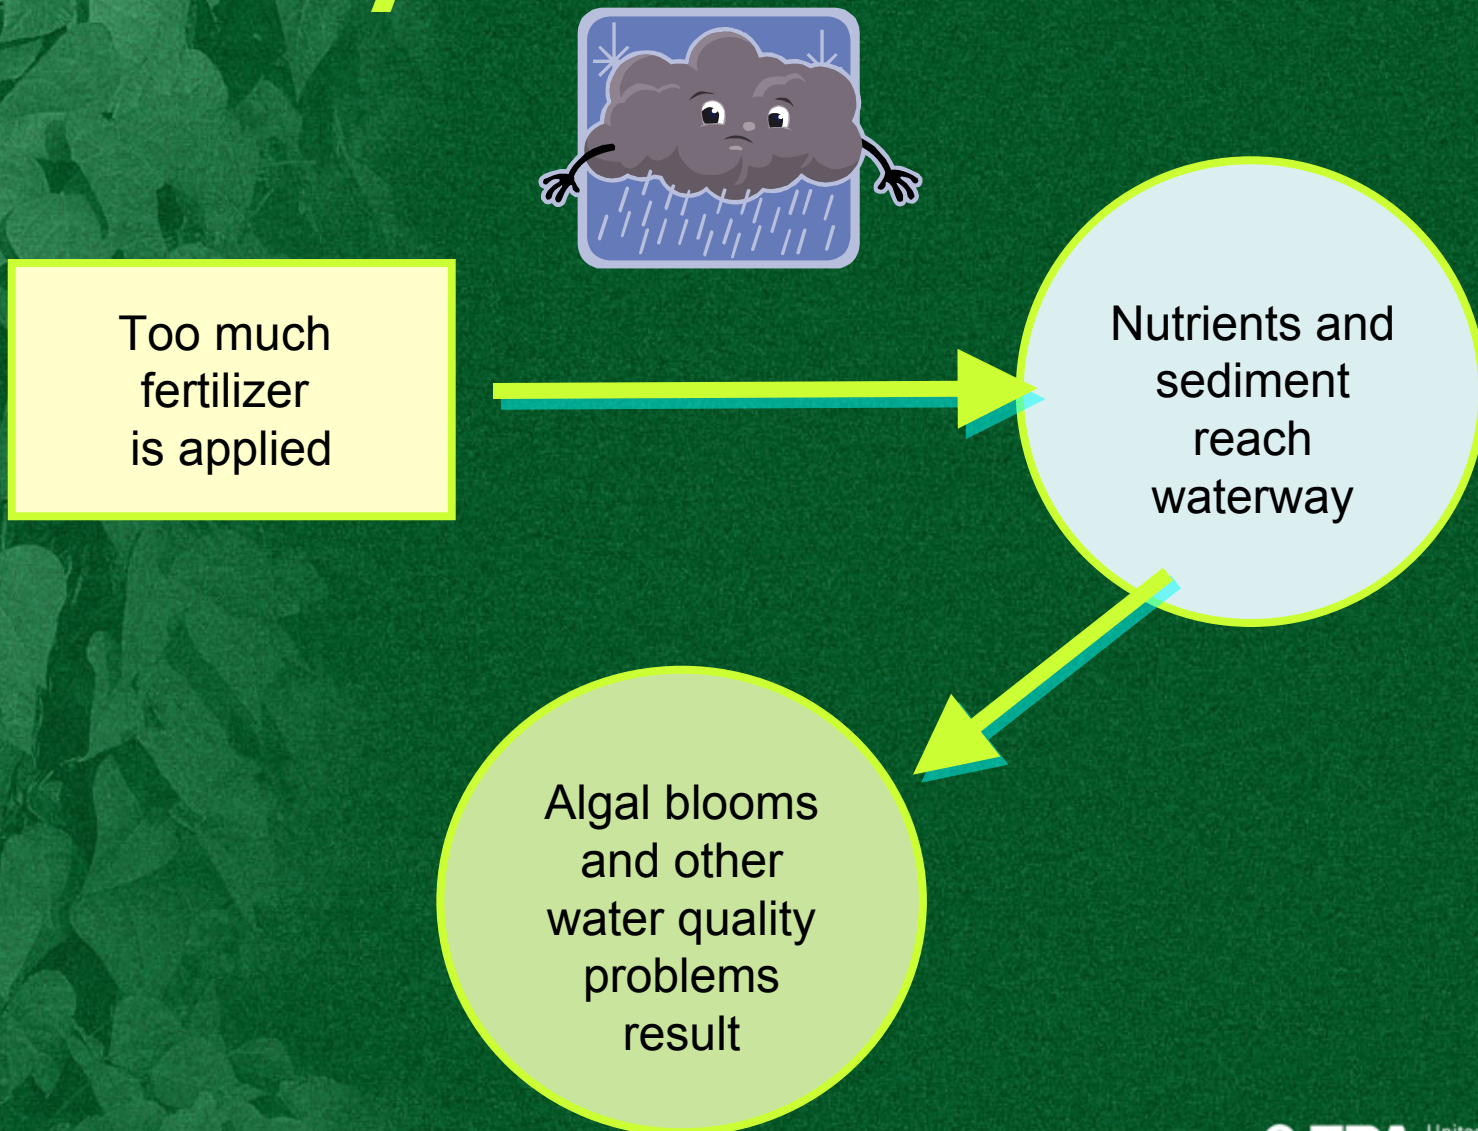 Too much
fertilizer
is applied
Nutrients and
sediment
reach
waterway
Algal blooms
and other
water quality
problems
result